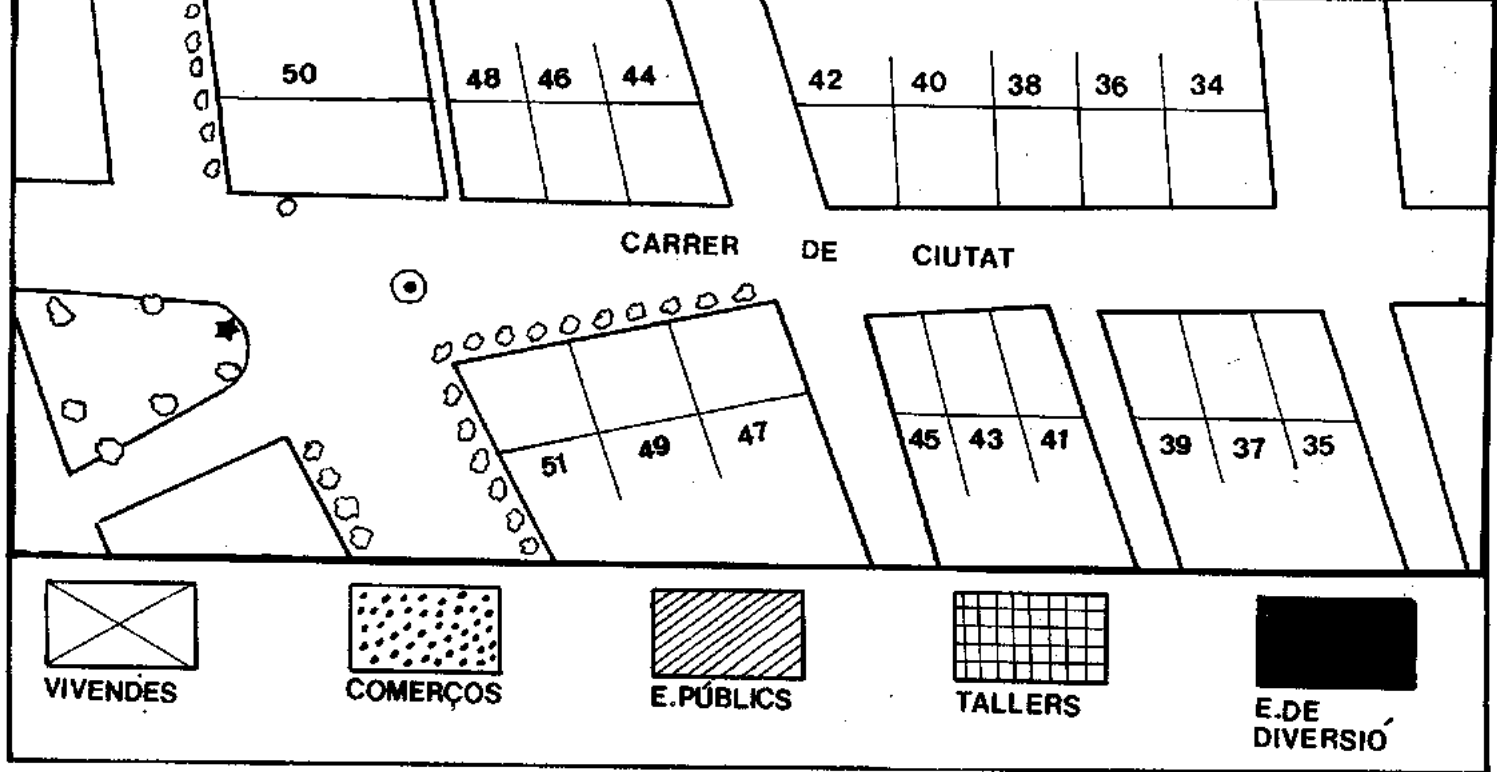 50 48 46 44 42 40 38 36 34
CARRER DE CIUTAT
51 49 47 45 43 41 39 37 35
VIVENDES COMERÇOS E.PÚBLICS TALLERS E.DE
DIVERSIÓ